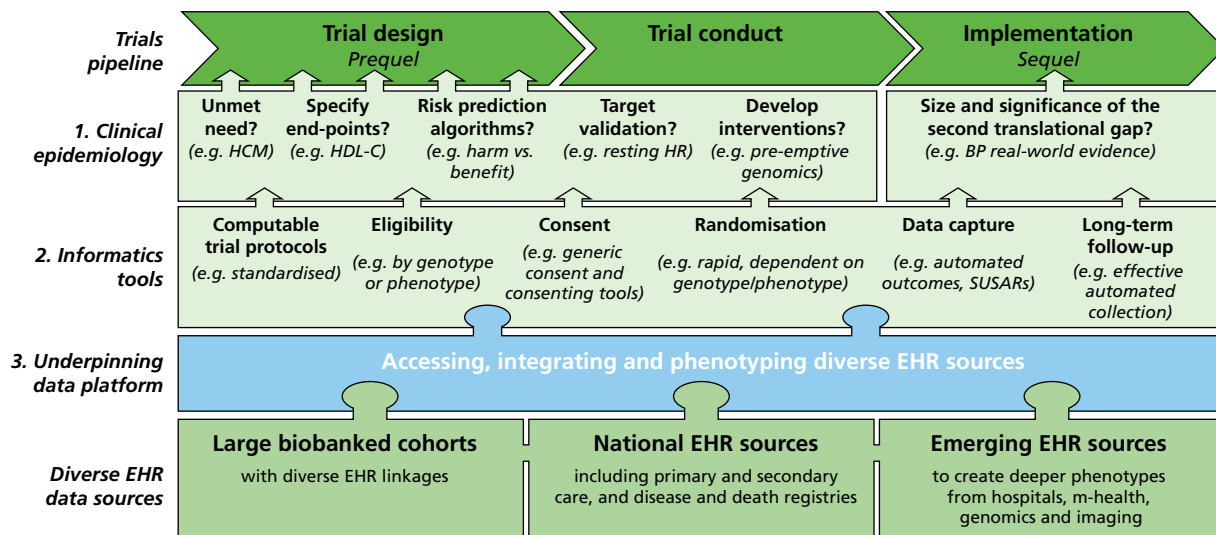 Trials
pipeline
Trial design
Prequel
Trial conduct
Implementation
Sequel
1. Clinical
epidemiology
Unmet
need?
(e.g. HCM)
Specify
end-points?
(e.g. HDL-C)
Risk prediction
algorithms?
(e.g. harm vs.
benefit)
Target
validation?
(e.g. resting HR)
Develop
interventions?
(e.g. pre-emptive
genomics)
Size and significance of the
second translational gap?
(e.g. BP real-world evidence)
2. Informatics
tools
Computable
trial protocols
(e.g. standardised)
Eligibility
(e.g. by genotype
or phenotype)
Consent
(e.g. generic
consent and
consenting tools)
Randomisation
(e.g. rapid, dependent on
genotype/phenotype)
Data capture
(e.g. automated
outcomes, SUSARs)
Long-term
follow-up
(e.g. effective
automated
collection)
3. Underpinning
data platform
Accessing, integrating and phenotyping diverse EHR sources
Diverse EHR
data sources
Large biobanked cohorts
with diverse EHR linkages
National EHR sources
including primary and secondary
care, and disease and death registries
Emerging EHR sources
to create deeper phenotypes
from hospitals, m-health,
genomics and imaging